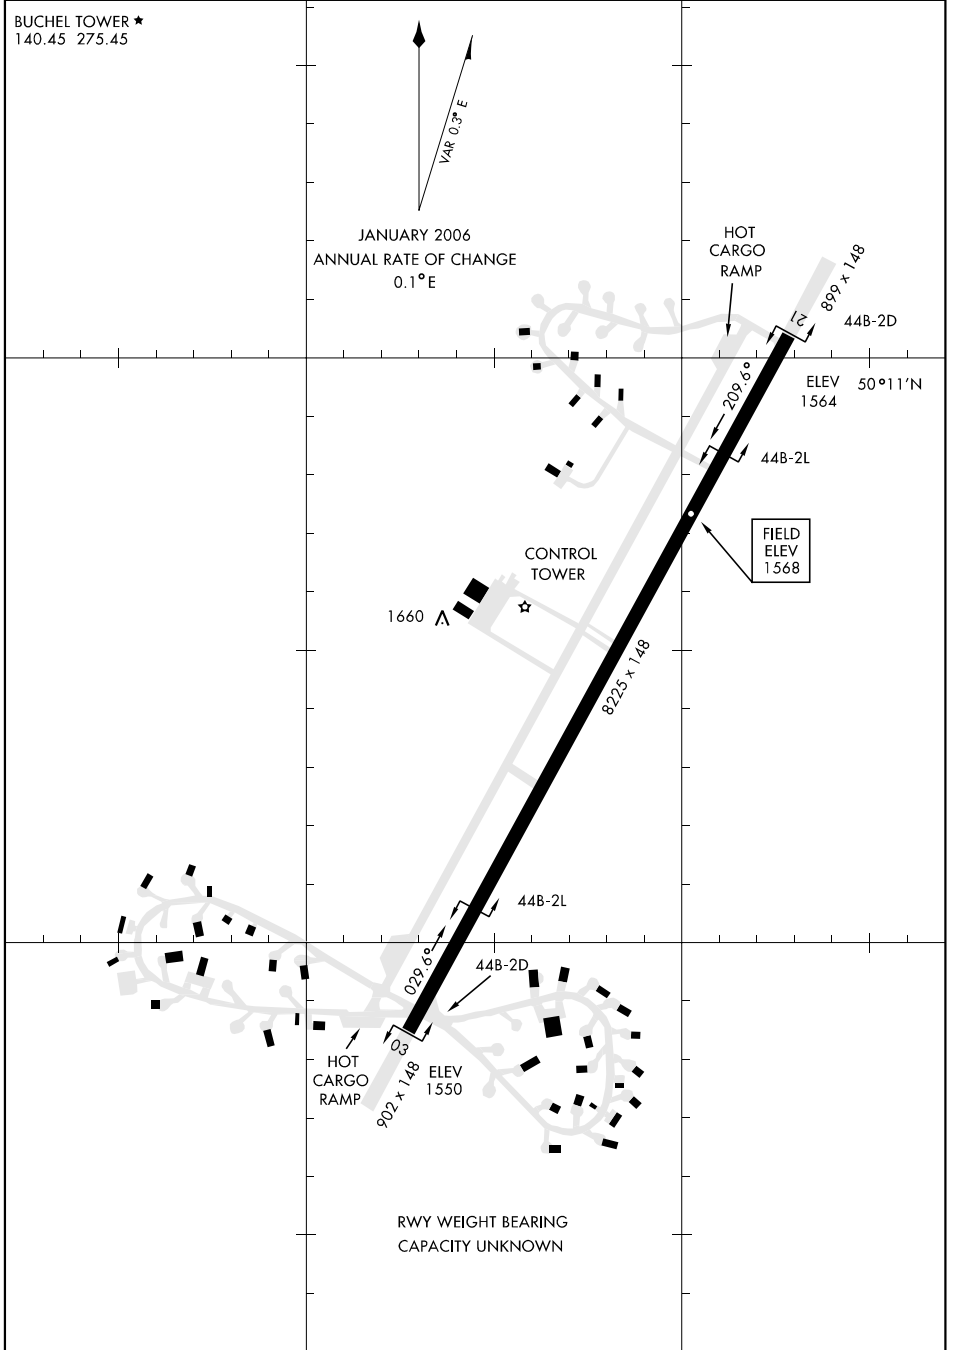 BUCHEL TOWER ★
140.45 275.45
VAR 0.3° E
JANUARY 2006
ANNUAL RATE OF CHANGE
0.1° E
HOT
CARGO
RAMP
899 x 148
21
44B-2D
209.6°
ELEV
1564
50°11'N
44B-2L
FIELD
ELEV
1568
CONTROL
TOWER
1660
8225 x 148
44B-2L
029.6°
44B-2D
03
HOT
CARGO
RAMP
902 x 148
ELEV
1550
RWY WEIGHT BEARING
CAPACITY UNKNOWN